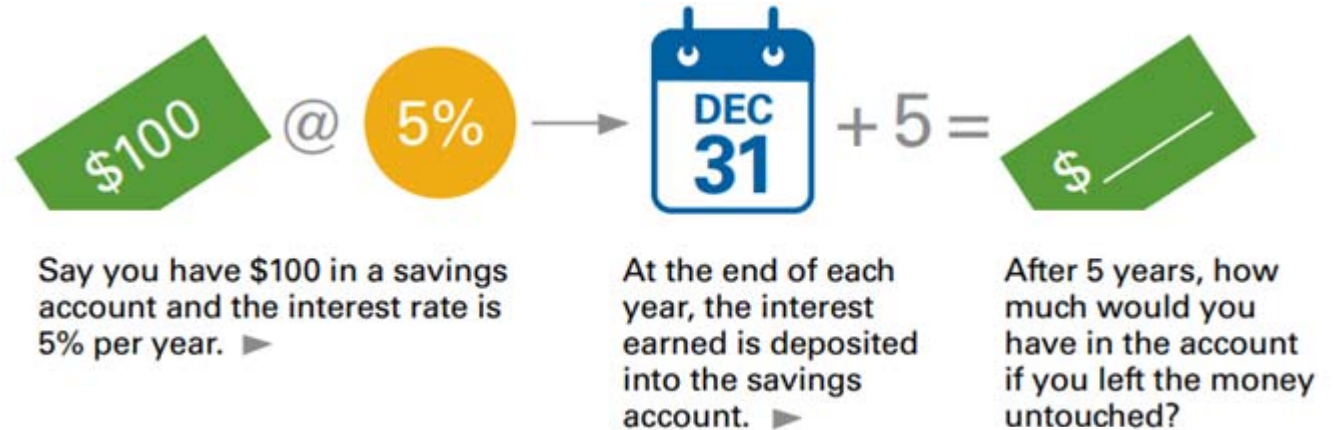 $100 @ 5% → DEC 31 + 5 = $ ____
Say you have $100 in a savings
account and the interest rate is
5% per year. ►
At the end of each
year, the interest
earned is deposited
into the savings
account. ►
After 5 years, how
much would you
have in the account
if you left the money
untouched?